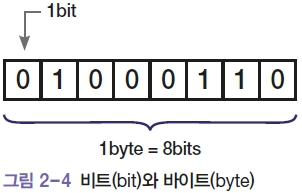 1bit
0 1 0 0 0 1 1 0
1byte = 8bits
그림 2-4 비트(bit)와 바이트(byte)